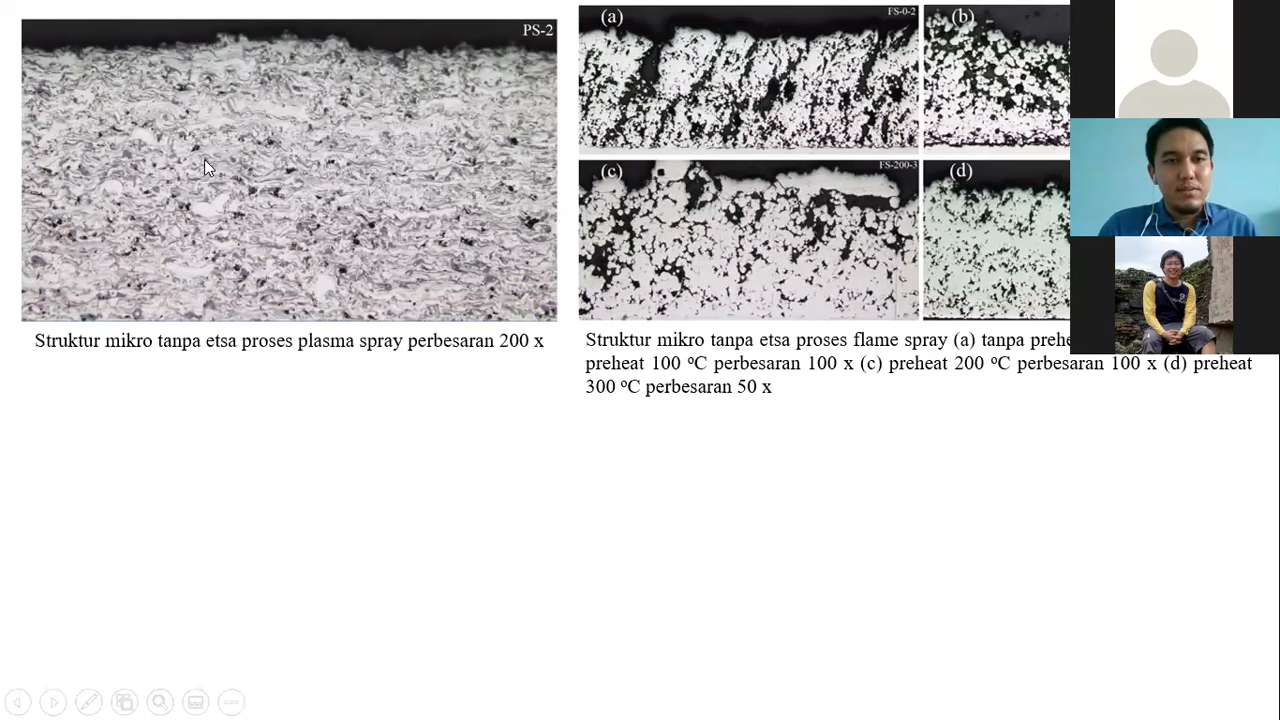 PS-2
Struktur mikro tanpa etsa proses plasma spray perbesaran 200 x
(a)
FS-0-2
(b)
(c)
FS-200-3
(d)
Struktur mikro tanpa etsa proses flame spray (a) tanpa
preheat 100 ºC perbesaran 100 x (c) preheat 200 ºC perbesaran 100 x (d) preheat
300 ºC perbesaran 50 x